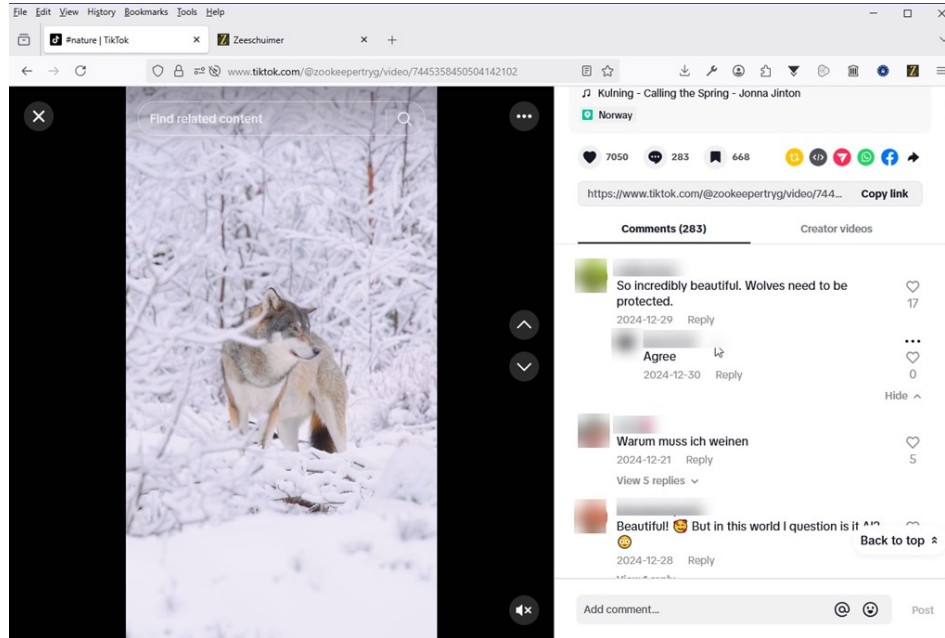 File Edit View History Bookmarks Tools Help
#nature | TikTok
Zeeschuimer
www.tiktok.com/@zookeepertryg/video/7445358450504142102
Find related content
Kulning - Calling the Spring - Jonna Jinton
Norway
7050 283 668
https://www.tiktok.com/@zookeepertryg/video/744... Copy link
Comments (283) Creator videos
So incredibly beautiful. Wolves need to be
protected.
17
2024-12-29 Reply
Agree
2024-12-30 Reply
0
Hide
Warum muss ich weinen
2024-12-21 Reply
5
View 5 replies
Beautiful! 🥰 But in this world I question is it AI?
😳
Back to top
2024-12-28 Reply
Add comment...
Post